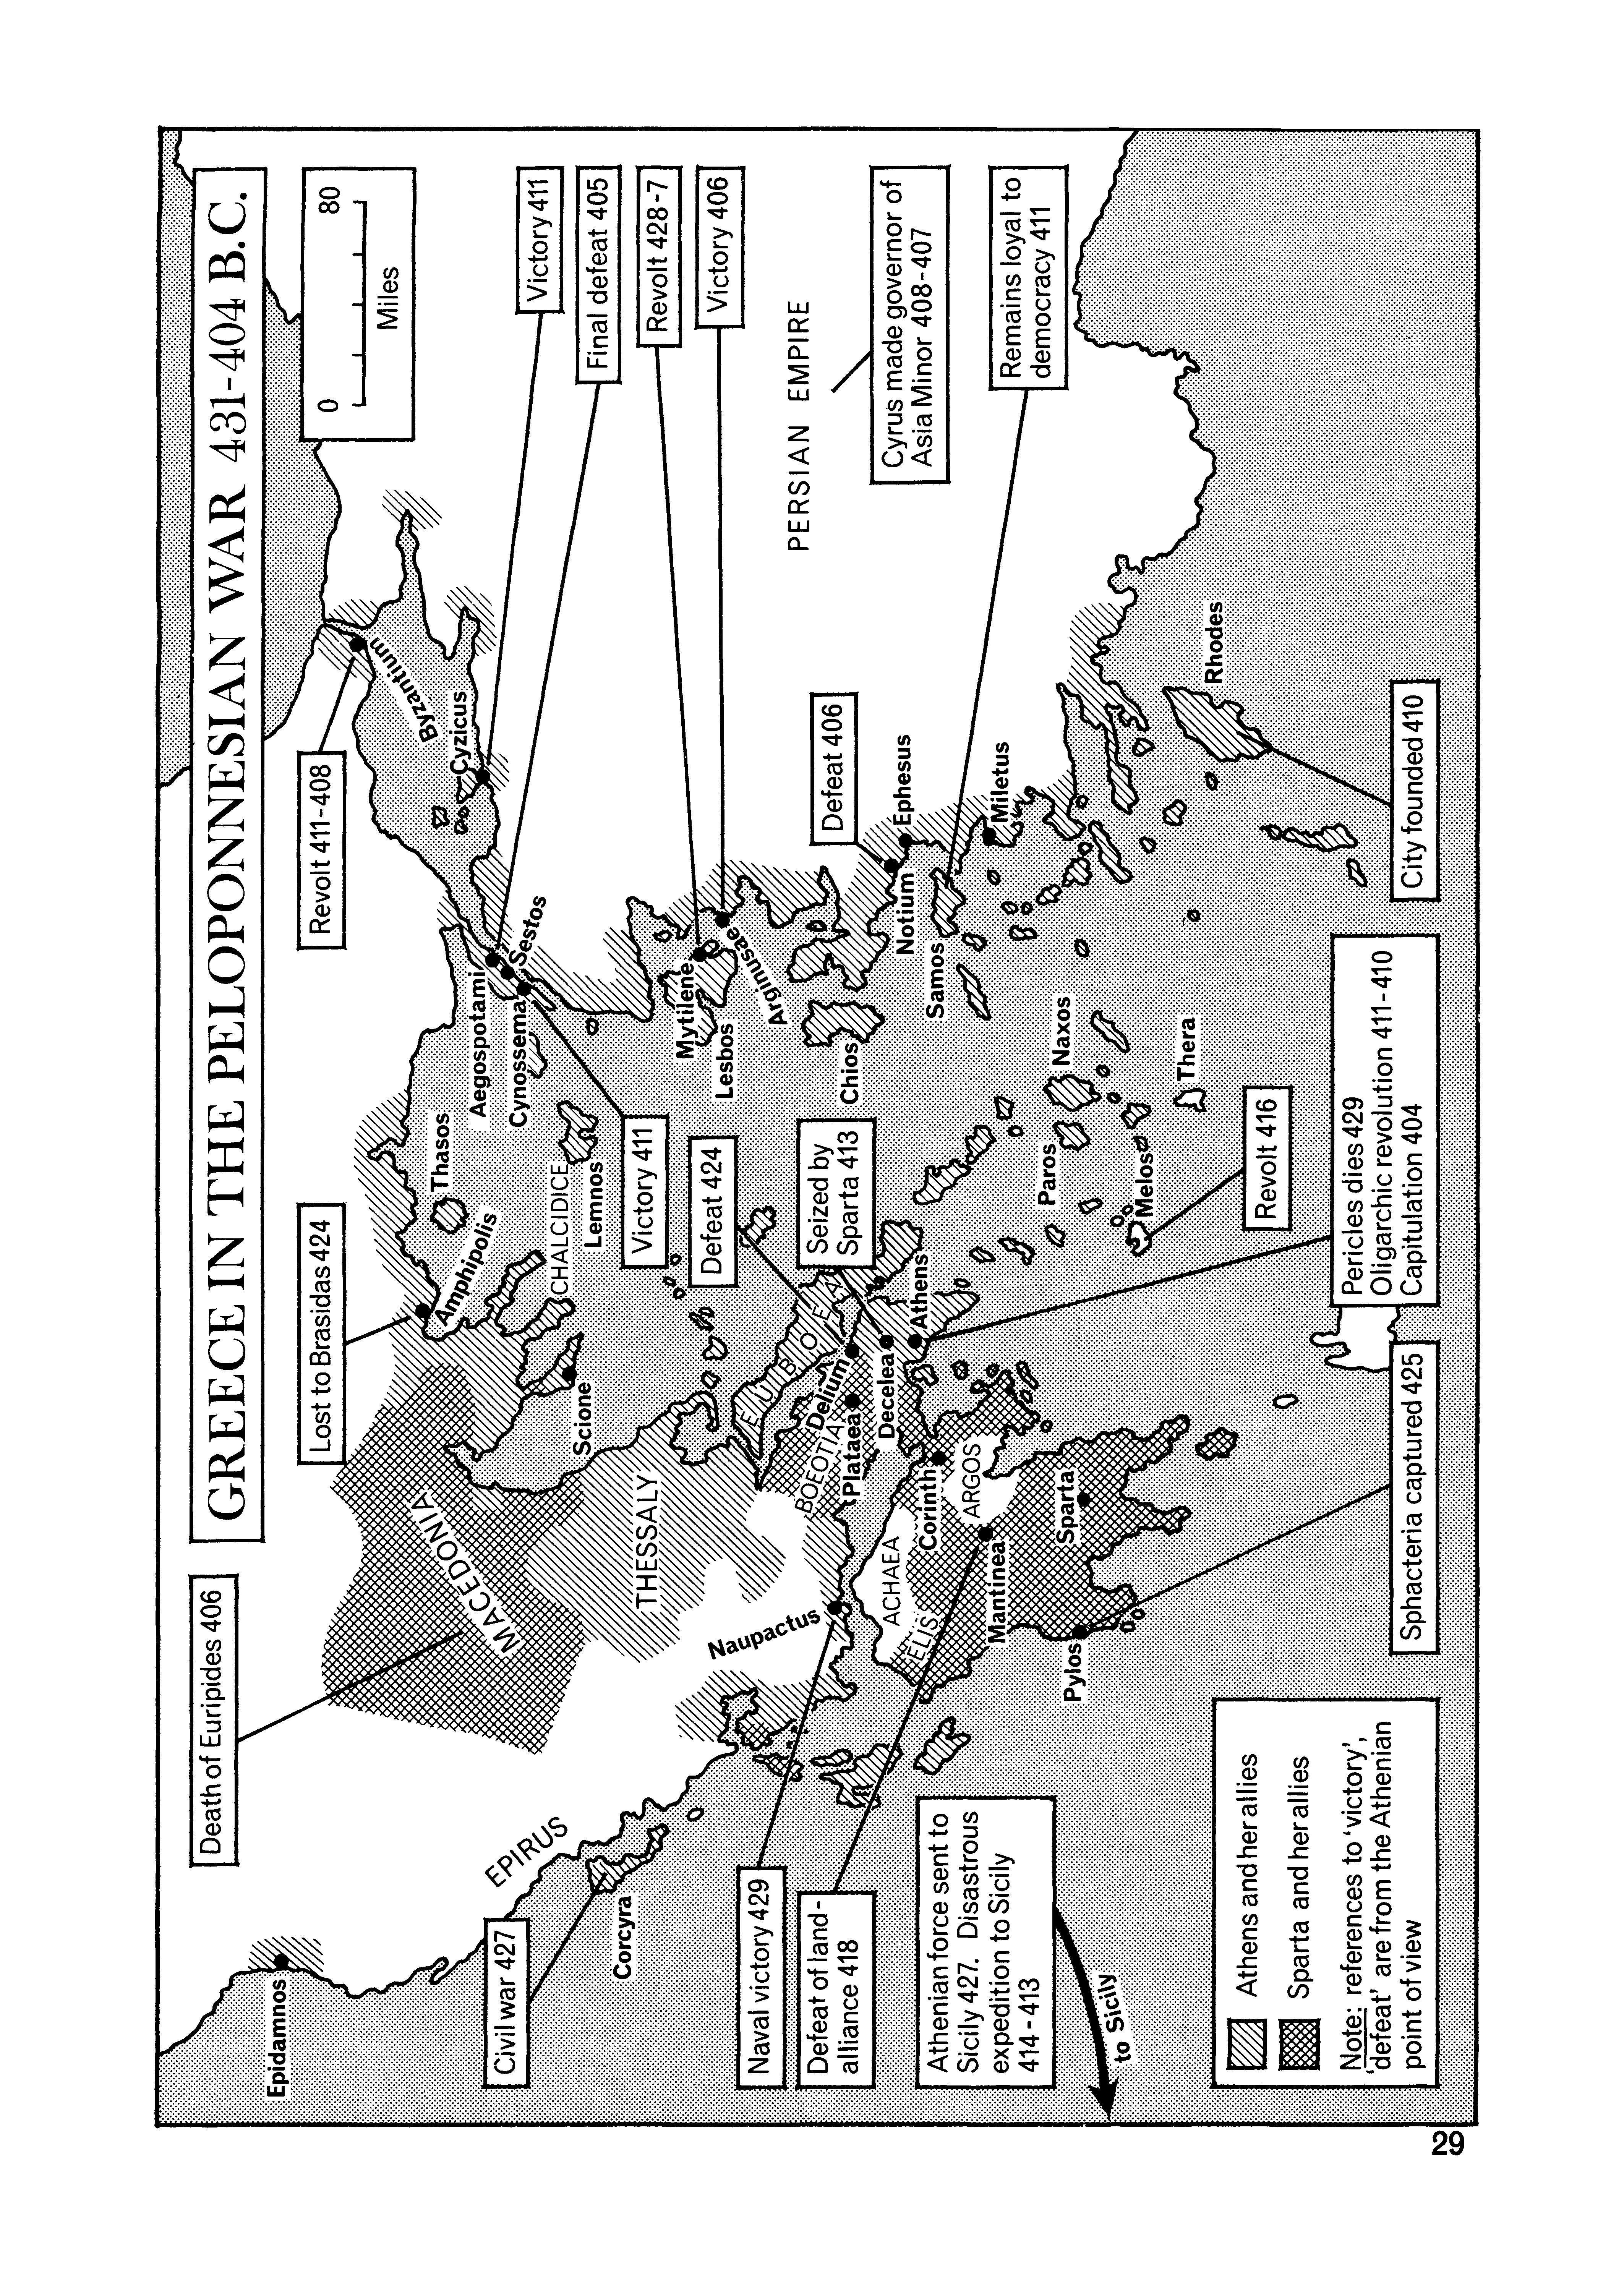 GREECE IN THE PELOPONNESIAN WAR 431-404 B.C.
0 80
Miles
Death of Euripides 406
Lost to Brasidas 424
Revolt 411-408
Victory 411
Final defeat 405
Revolt 428-7
Victory 406
PERSIAN EMPIRE
Cyrus made governor of
Asia Minor 408-407
Remains loyal to
democracy 411
Epidamnos
EPIRUS
Civil war 427
Corcyra
MACEDONIA
THESSALY
Amphipolis
Thasos
CHALCIDICE
Scione
Lemnos
Byzantium
Cyzicus
Aegospotami
Sestos
Cynossema
Victory 411
Defeat 424
Mytilene
Lesbos
Arginusae
Chios
Defeat 406
Notium
Ephesus
Samos
Miletus
Seized by
Sparta 413
EUBOEA
Naupactus
BOEOTIA
Delium
Plataea
Decelea
Athens
Corinth
ACHAEA
ELIS
ARGOS
Mantinea
Sparta
Pylos
Naxos
Paros
Melos
Thera
Rhodes
Naval victory 429
Defeat of land-
alliance 418
Athenian force sent to
Sicily 427. Disastrous
expedition to Sicily
414-413
to Sicily
Revolt 416
City founded 410
Pericles dies 429
Oligarchic revolution 411-410
Capitulation 404
Sphacteria captured 425
Athens and her allies
Sparta and her allies
Note: references to 'victory',
'defeat' are from the Athenian
point of view
29